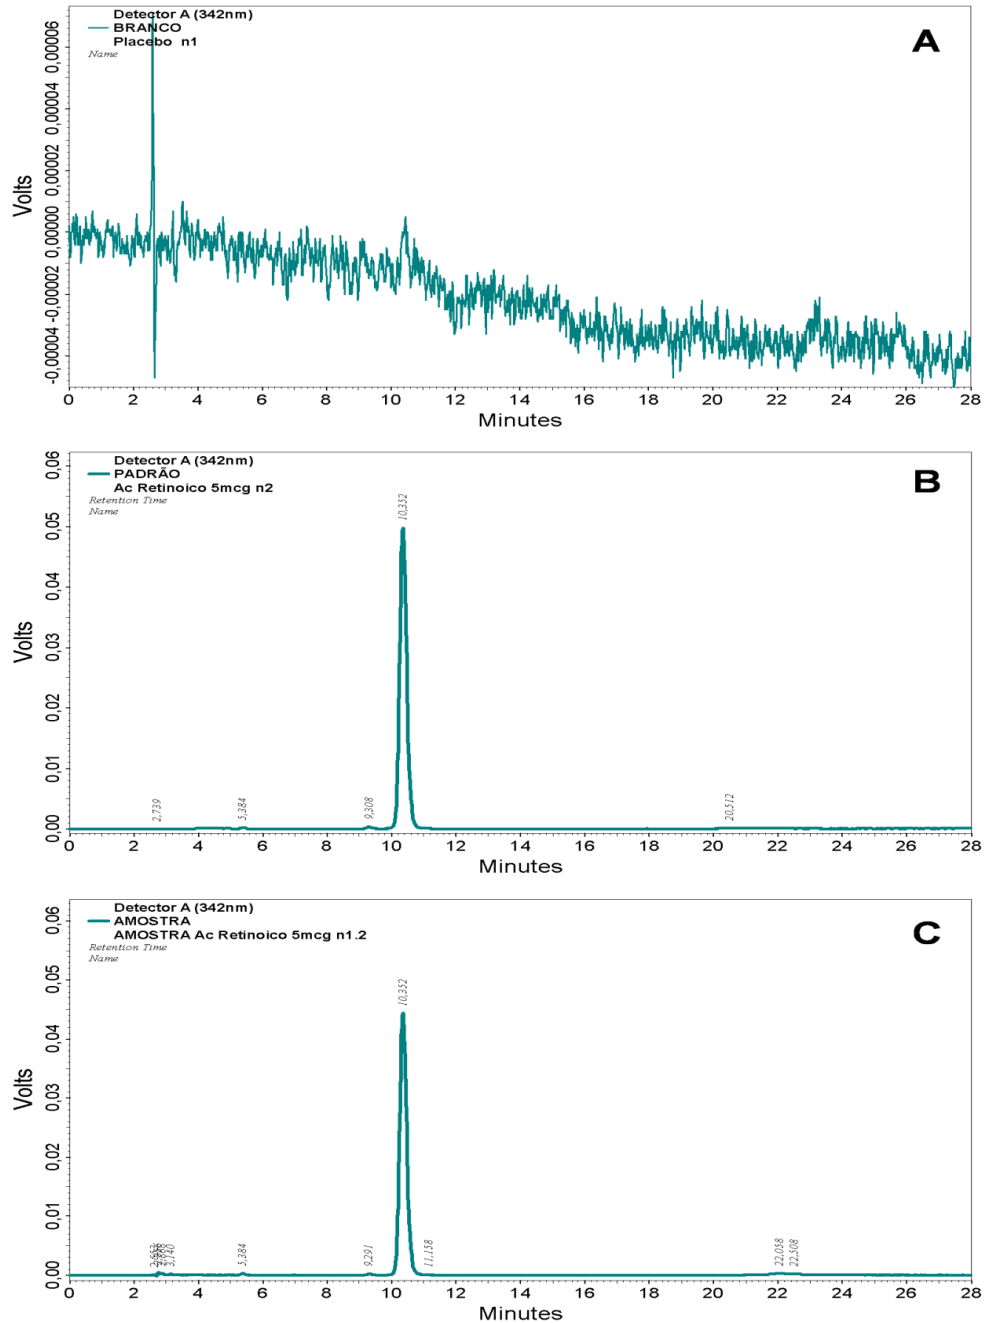 Detector A (342nm)
BRANCO
Placebo n1
Name
A
Volts
0,00006
0,00004
0,00002
0,00000
-0,00002
-0,00004
0 2 4 6 8 10 12 14 16 18 20 22 24 26 28
Minutes
Detector A (342nm)
PADRÃO
Ac Retinoico 5mcg n2
Retention Time
Name
B
Volts
0,06
0,05
0,04
0,03
0,02
0,01
0,00
2,739
5,384
9,308
10,352
20,512
0 2 4 6 8 10 12 14 16 18 20 22 24 26 28
Minutes
Detector A (342nm)
AMOSTRA
AMOSTRA Ac Retinoico 5mcg n1.2
Retention Time
Name
C
Volts
0,06
0,05
0,04
0,03
0,02
0,01
0,00
3,140
5,384
9,291
10,352
11,158
22,058
22,508
0 2 4 6 8 10 12 14 16 18 20 22 24 26 28
Minutes